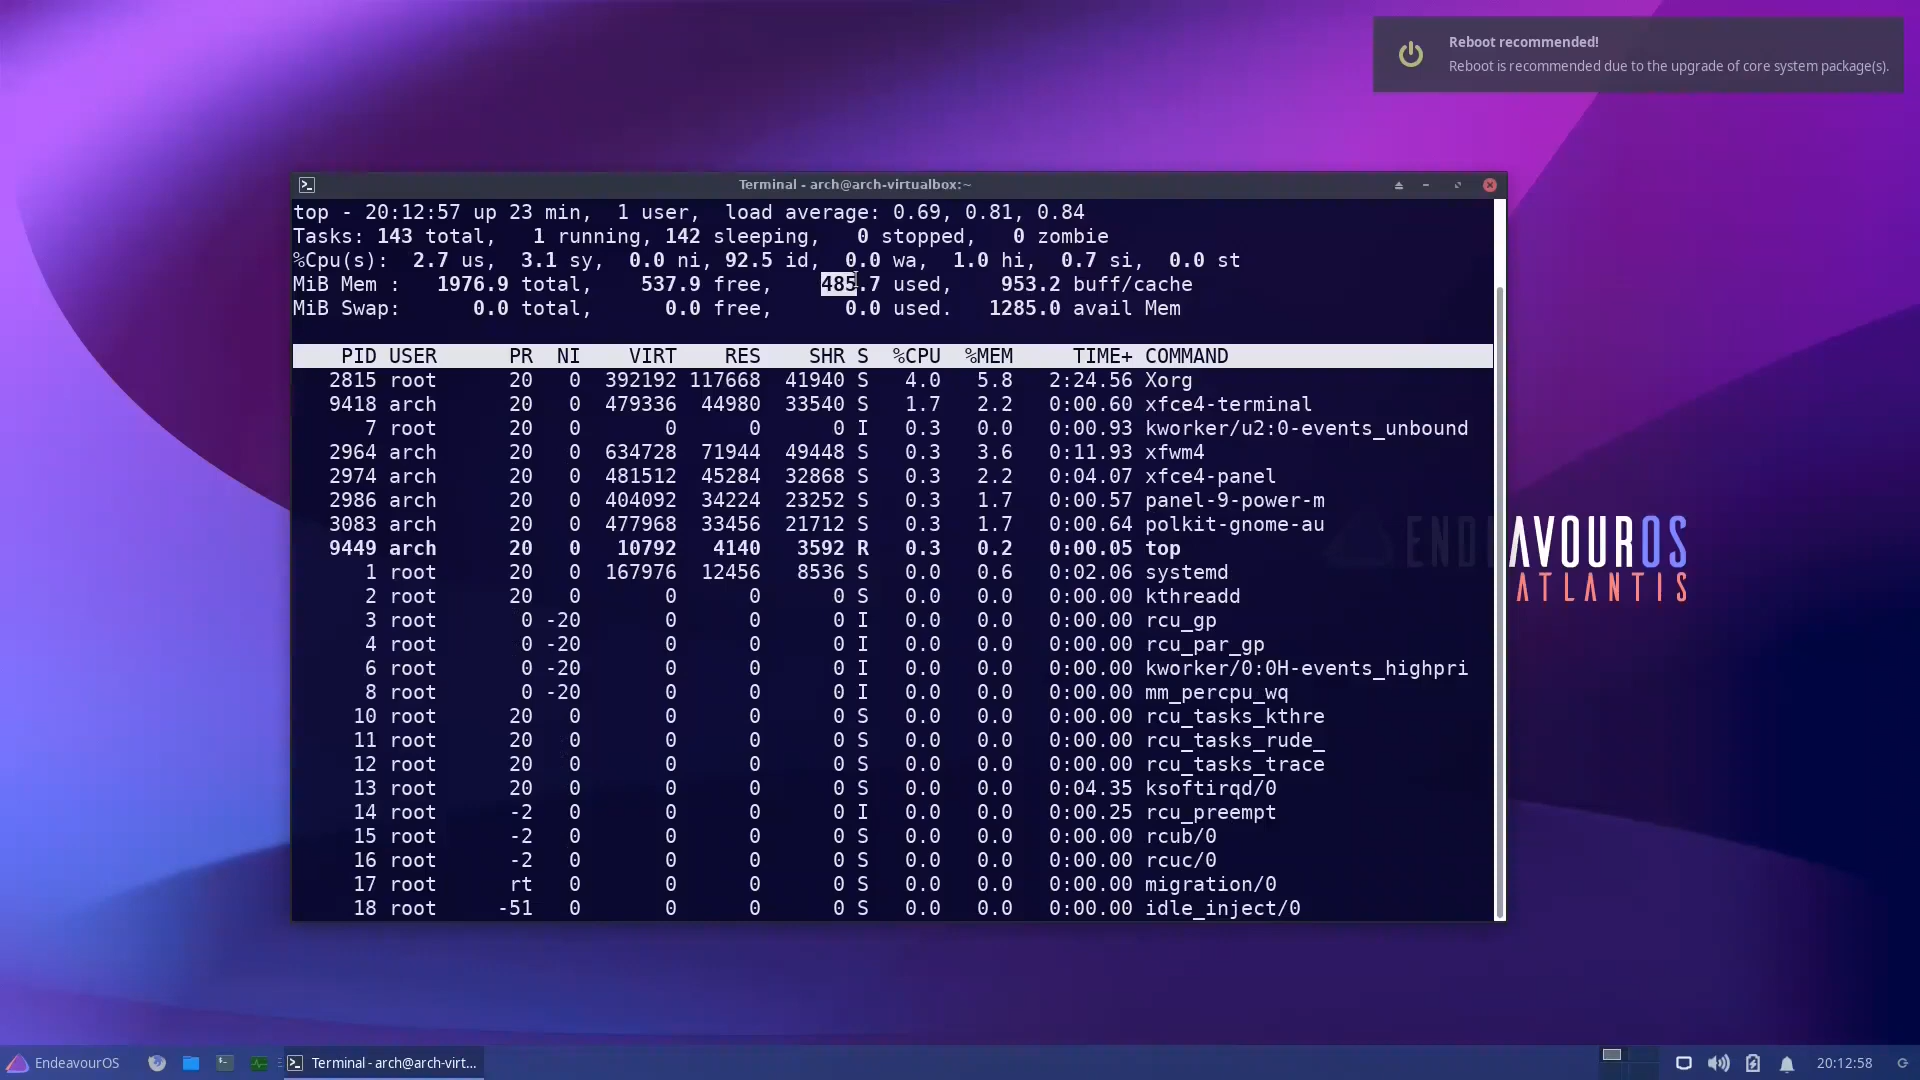 Reboot recommended!
Reboot is recommended due to the upgrade of core system package(s).
Terminal - arch@arch-virtualbox:~
top - 20:12:57 up 23 min,  1 user,  load average: 0.69, 0.81, 0.84
Tasks: 143 total,   1 running, 142 sleeping,   0 stopped,   0 zombie
%Cpu(s):  2.7 us,  3.1 sy,  0.0 ni, 92.5 id,  0.0 wa,  1.0 hi,  0.7 si,  0.0 st
MiB Mem :   1976.9 total,    537.9 free,    485.7 used,    953.2 buff/cache
MiB Swap:      0.0 total,      0.0 free,      0.0 used.   1285.0 avail Mem
PID USER      PR  NI    VIRT    RES    SHR S  %CPU  %MEM     TIME+ COMMAND
2815 root      20   0  392192 117668  41940 S   4.0   5.8   2:24.56 Xorg
9418 arch      20   0  479336  44980  33540 S   1.7   2.2   0:00.60 xfce4-terminal
7 root      20   0       0      0      0 I   0.3   0.0   0:00.93 kworker/u2:0-events_unbound
2964 arch      20   0  634728  71944  49448 S   0.3   3.6   0:11.93 xfwm4
2974 arch      20   0  481512  45284  32868 S   0.3   2.2   0:04.07 xfce4-panel
2986 arch      20   0  404092  34224  23252 S   0.3   1.7   0:00.57 panel-9-power-m
3083 arch      20   0  477968  33456  21712 S   0.3   1.7   0:00.64 polkit-gnome-au
9449 arch      20   0   10792   4140   3592 R   0.3   0.2   0:00.05 top
1 root      20   0  167976  12456   8536 S   0.0   0.6   0:02.06 systemd
2 root      20   0       0      0      0 S   0.0   0.0   0:00.00 kthreadd
3 root       0 -20       0      0      0 I   0.0   0.0   0:00.00 rcu_gp
4 root       0 -20       0      0      0 I   0.0   0.0   0:00.00 rcu_par_gp
6 root       0 -20       0      0      0 I   0.0   0.0   0:00.00 kworker/0:0H-events_highpri
8 root       0 -20       0      0      0 I   0.0   0.0   0:00.00 mm_percpu_wq
10 root      20   0       0      0      0 S   0.0   0.0   0:00.00 rcu_tasks_kthre
11 root      20   0       0      0      0 S   0.0   0.0   0:00.00 rcu_tasks_rude_
12 root      20   0       0      0      0 S   0.0   0.0   0:00.00 rcu_tasks_trace
13 root      20   0       0      0      0 S   0.0   0.0   0:04.35 ksoftirqd/0
14 root      -2   0       0      0      0 I   0.0   0.0   0:00.25 rcu_preempt
15 root      -2   0       0      0      0 S   0.0   0.0   0:00.00 rcub/0
16 root      -2   0       0      0      0 S   0.0   0.0   0:00.00 rcuc/0
17 root      rt   0       0      0      0 S   0.0   0.0   0:00.00 migration/0
18 root     -51   0       0      0      0 S   0.0   0.0   0:00.00 idle_inject/0
ENDEAVOUROS
ATLANTIS
EndeavourOS
Terminal - arch@arch-virt...
20:12:58